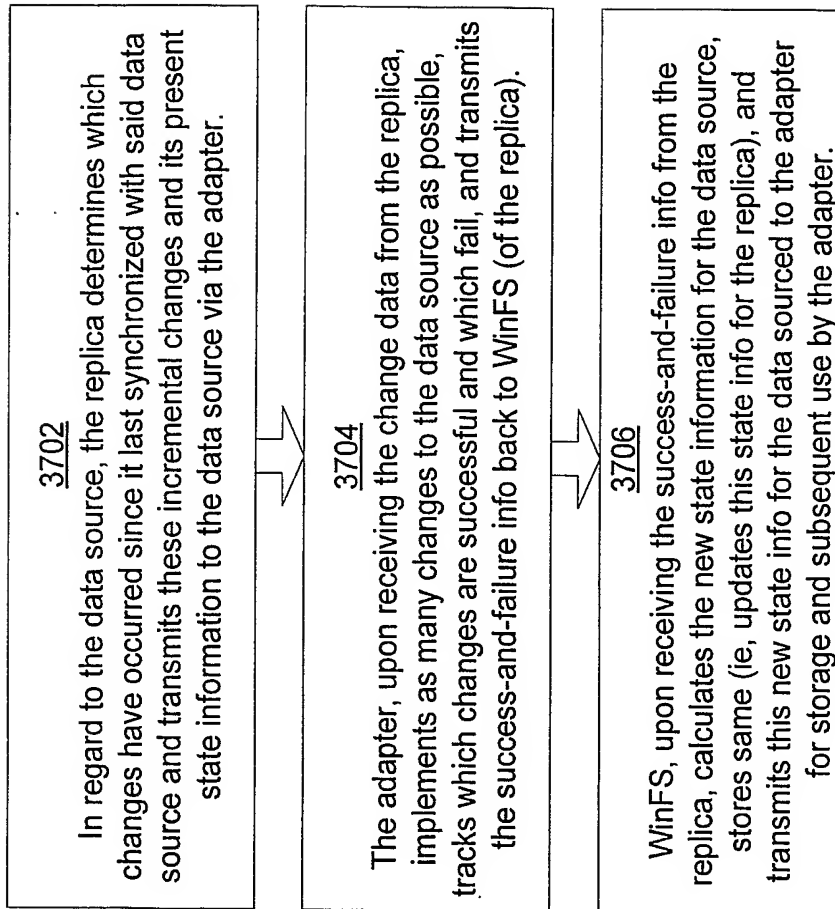 3702
In regard to the data source, the replica determines which
changes have occurred since it last synchronized with said data
source and transmits these incremental changes and its present
state information to the data source via the adapter.
3704
The adapter, upon receiving the change data from the replica,
implements as many changes to the data source as possible,
tracks which changes are successful and which fail, and transmits
the success-and-failure info back to WinFS (of the replica).
3706
WinFS, upon receiving the success-and-failure info from the
replica, calculates the new state information for the data source,
stores same (ie, updates this state info for the replica), and
transmits this new state info for the data sourced to the adapter
for storage and subsequent use by the adapter.